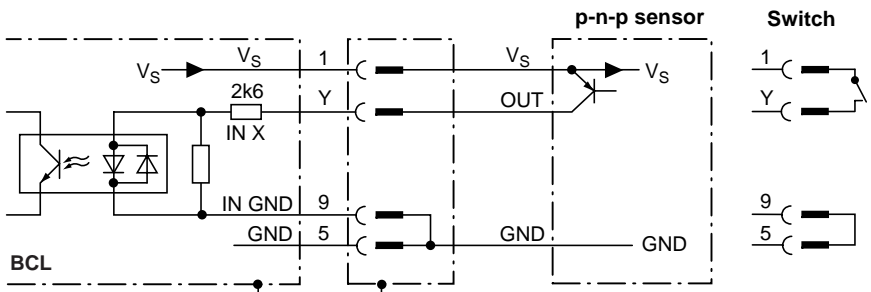 p-n-p sensor Switch
V_S V_S 1 V_S V_S 1
2k6 Y OUT Y
IN X
IN GND 9 9
GND 5 GND GND 5
BCL